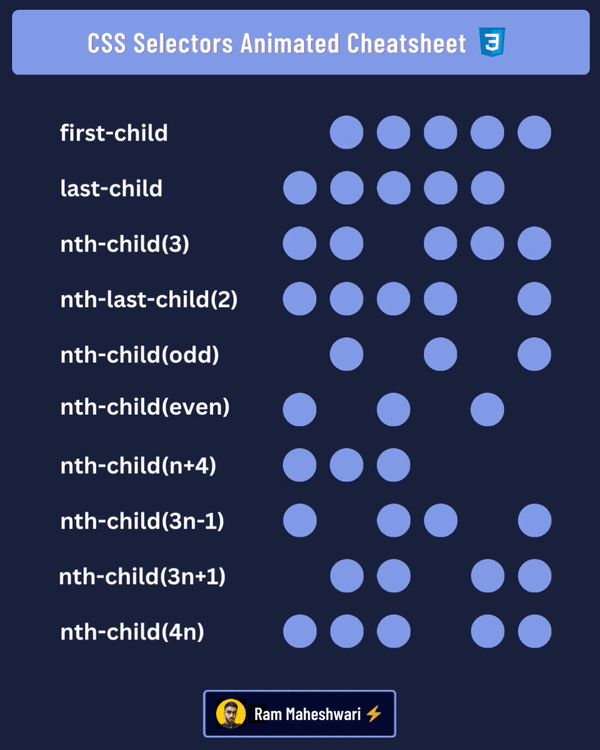 CSS Selectors Animated Cheatsheet 3
first-child
last-child
nth-child(3)
nth-last-child(2)
nth-child(odd)
nth-child(even)
nth-child(n+4)
nth-child(3n-1)
nth-child(3n+1)
nth-child(4n)
Ram Maheshwari⚡